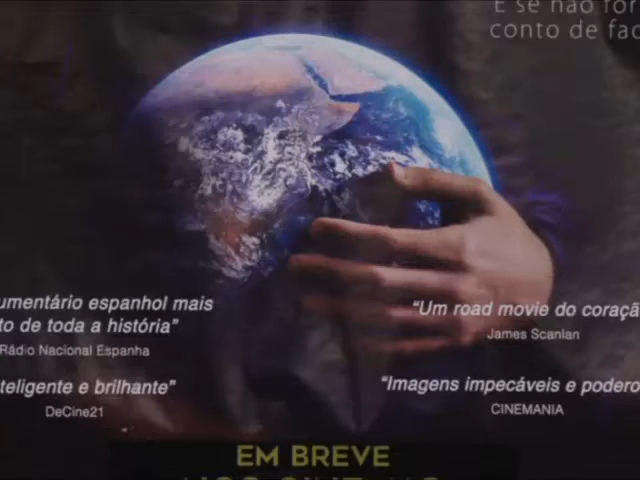 E se não for
conto de fad
umentário espanhol mais
to de toda a história”
Rádio Nacional Espanha
“Um road movie do coraçã
James Scanlan
teligente e brilhante”
DeCine21
“Imagens impecáveis e podero
CINEMANIA
EM BREVE